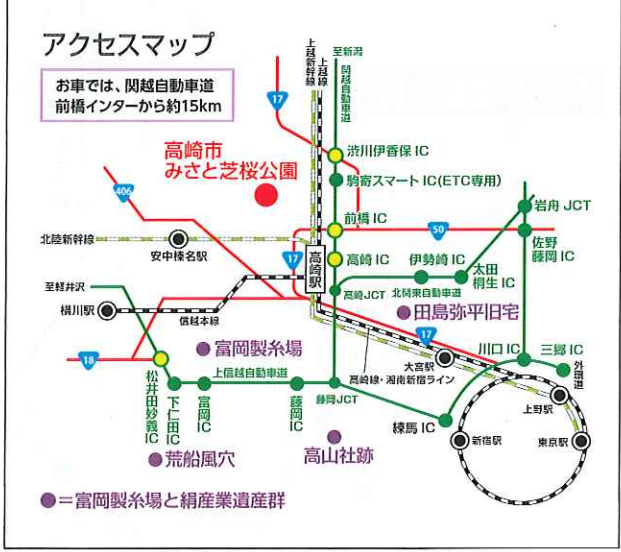 アクセスマップ
お車では、関越自動車道
前橋インターから約15km
至新潟
上越新幹線
上越線
関越自動車道
17
渋川伊香保 IC
高崎市
みさと芝桜公園
駒寄スマートIC(ETC専用)
406
岩舟 JCT
前橋 IC
50
北陸新幹線
安中榛名駅
17
高崎駅
高崎 IC
伊勢崎 IC
太田
桐生 IC
佐野
藤岡 IC
至軽井沢
高崎JCT
北関東自動車道
横川駅
信越本線
田島弥平旧宅
17
富岡製糸場
川口 IC
三郷 IC
18
大宮駅
外環道
上信越自動車道
高崎線・湘南新宿ライン
松井田妙義IC
下仁田IC
富岡IC
藤岡IC
藤岡JCT
上野駅
練馬 IC
新宿駅
東京駅
荒船風穴
高山社跡
●=富岡製糸場と絹産業遺産群